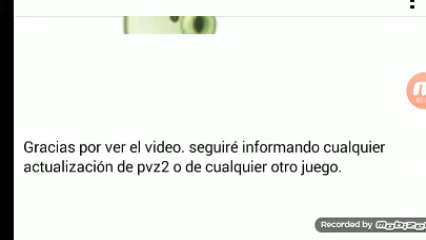 Gracias por ver el video. seguiré informando cualquier
actualización de pvz2 o de cualquier otro juego.
Recorded by